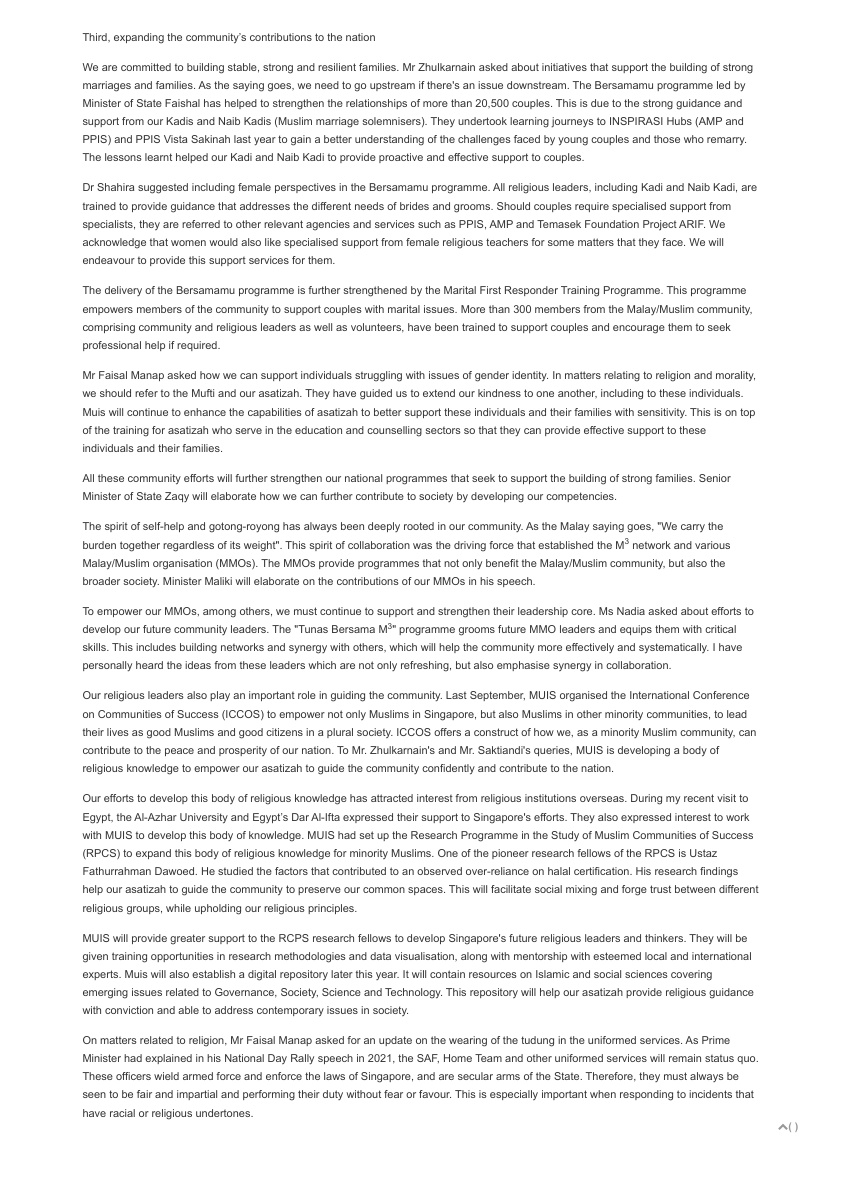 Third, expanding the community’s contributions to the nation
We are committed to building stable, strong and resilient families. Mr Zhulkarnain asked about initiatives that support the building of strong
marriages and families. As the saying goes, we need to go upstream if there's an issue downstream. The Bersamamu programme led by
Minister of State Faishal has helped to strengthen the relationships of more than 20,500 couples. This is due to the strong guidance and
support from our Kadis and Naib Kadis (Muslim marriage solemnisers). They undertook learning journeys to INSPIRASI Hubs (AMP and
PPIS) and PPIS Vista Sakinah last year to gain a better understanding of the challenges faced by young couples and those who remarry.
The lessons learnt helped our Kadi and Naib Kadi to provide proactive and effective support to couples.
Dr Shahira suggested including female perspectives in the Bersamamu programme. All religious leaders, including Kadi and Naib Kadi, are
trained to provide guidance that addresses the different needs of brides and grooms. Should couples require specialised support from
specialists, they are referred to other relevant agencies and services such as PPIS, AMP and Temasek Foundation Project ARIF. We
acknowledge that women would also like specialised support from female religious teachers for some matters that they face. We will
endeavour to provide this support services for them.
The delivery of the Bersamamu programme is further strengthened by the Marital First Responder Training Programme. This programme
empowers members of the community to support couples with marital issues. More than 300 members from the Malay/Muslim community,
comprising community and religious leaders as well as volunteers, have been trained to support couples and encourage them to seek
professional help if required.
Mr Faisal Manap asked how we can support individuals struggling with issues of gender identity. In matters relating to religion and morality,
we should refer to the Mufti and our asatizah. They have guided us to extend our kindness to one another, including to these individuals.
Muis will continue to enhance the capabilities of asatizah to better support these individuals and their families with sensitivity. This is on top
of the training for asatizah who serve in the education and counselling sectors so that they can provide effective support to these
individuals and their families.
All these community efforts will further strengthen our national programmes that seek to support the building of strong families. Senior
Minister of State Zaqy will elaborate how we can further contribute to society by developing our competencies.
The spirit of self-help and gotong-royong has always been deeply rooted in our community. As the Malay saying goes, "We carry the
burden together regardless of its weight". This spirit of collaboration was the driving force that established the M³ network and various
Malay/Muslim organisation (MMOs). The MMOs provide programmes that not only benefit the Malay/Muslim community, but also the
broader society. Minister Maliki will elaborate on the contributions of our MMOs in his speech.
To empower our MMOs, among others, we must continue to support and strengthen their leadership core. Ms Nadia asked about efforts to
develop our future community leaders. The "Tunas Bersama M³" programme grooms future MMO leaders and equips them with critical
skills. This includes building networks and synergy with others, which will help the community more effectively and systematically. I have
personally heard the ideas from these leaders which are not only refreshing, but also emphasise synergy in collaboration.
Our religious leaders also play an important role in guiding the community. Last September, MUIS organised the International Conference
on Communities of Success (ICCOS) to empower not only Muslims in Singapore, but also Muslims in other minority communities, to lead
their lives as good Muslims and good citizens in a plural society. ICCOS offers a construct of how we, as a minority Muslim community, can
contribute to the peace and prosperity of our nation. To Mr. Zhulkarnain's and Mr. Saktiandi's queries, MUIS is developing a body of
religious knowledge to empower our asatizah to guide the community confidently and contribute to the nation.
Our efforts to develop this body of religious knowledge has attracted interest from religious institutions overseas. During my recent visit to
Egypt, the Al-Azhar University and Egypt’s Dar Al-Ifta expressed their support to Singapore's efforts. They also expressed interest to work
with MUIS to develop this body of knowledge. MUIS had set up the Research Programme in the Study of Muslim Communities of Success
(RPCS) to expand this body of religious knowledge for minority Muslims. One of the pioneer research fellows of the RPCS is Ustaz
Fathurrahman Dawoed. He studied the factors that contributed to an observed over-reliance on halal certification. His research findings
help our asatizah to guide the community to preserve our common spaces. This will facilitate social mixing and forge trust between different
religious groups, while upholding our religious principles.
MUIS will provide greater support to the RCPS research fellows to develop Singapore's future religious leaders and thinkers. They will be
given training opportunities in research methodologies and data visualisation, along with mentorship with esteemed local and international
experts. Muis will also establish a digital repository later this year. It will contain resources on Islamic and social sciences covering
emerging issues related to Governance, Society, Science and Technology. This repository will help our asatizah provide religious guidance
with conviction and able to address contemporary issues in society.
On matters related to religion, Mr Faisal Manap asked for an update on the wearing of the tudung in the uniformed services. As Prime
Minister had explained in his National Day Rally speech in 2021, the SAF, Home Team and other uniformed services will remain status quo.
These officers wield armed force and enforce the laws of Singapore, and are secular arms of the State. Therefore, they must always be
seen to be fair and impartial and performing their duty without fear or favour. This is especially important when responding to incidents that
have racial or religious undertones.
( )